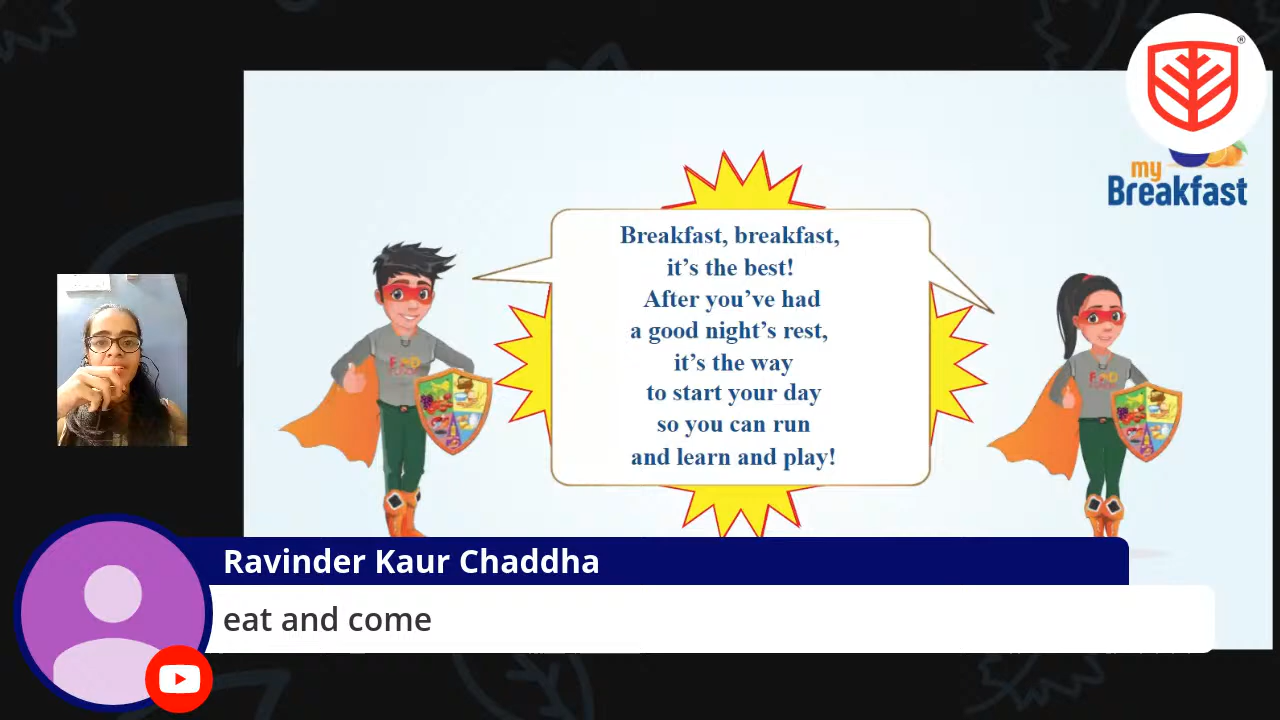 ®
my
Breakfast
Breakfast, breakfast,
it’s the best!
After you’ve had
a good night’s rest,
it’s the way
to start your day
so you can run
and learn and play!
Ravinder Kaur Chaddha
eat and come